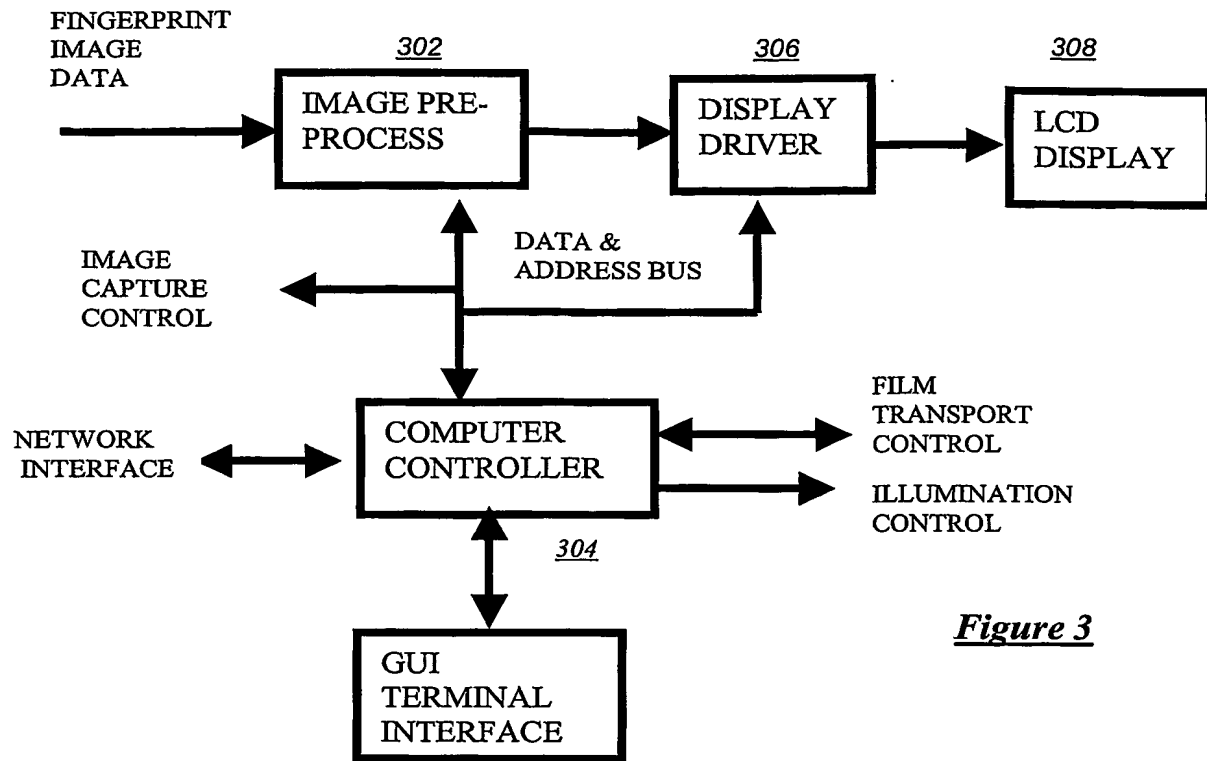 FINGERPRINT
IMAGE
DATA
302
306
308
IMAGE PRE-
PROCESS
DISPLAY
DRIVER
LCD
DISPLAY
DATA &
ADDRESS BUS
IMAGE
CAPTURE
CONTROL
FILM
TRANSPORT
CONTROL
NETWORK
INTERFACE
COMPUTER
CONTROLLER
ILLUMINATION
CONTROL
304
GUI
TERMINAL
INTERFACE
Figure 3